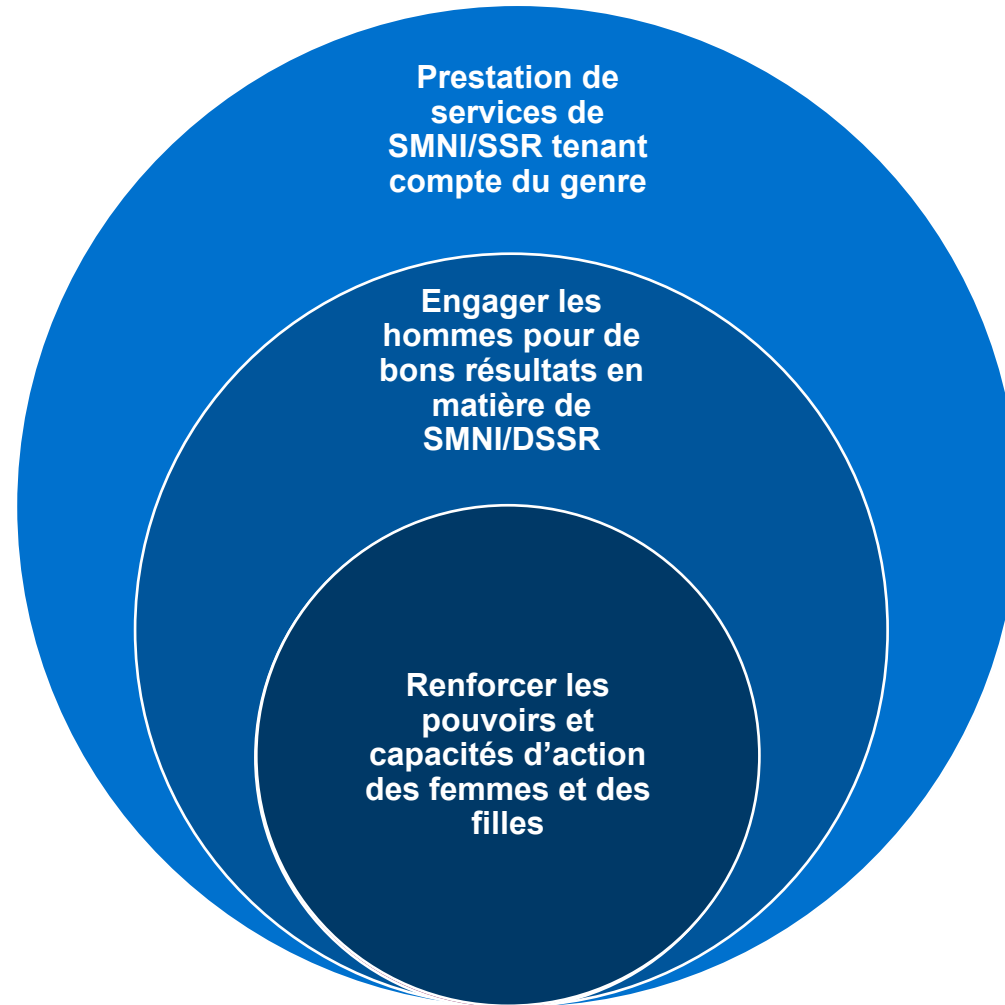 Prestation de
services de
SMNI/SSR tenant
compte du genre
Engager les
hommes pour de
bons résultats en
matière de
SMNI/DSSR
Renforcer les
pouvoirs et
capacités d’action
des femmes et des
filles